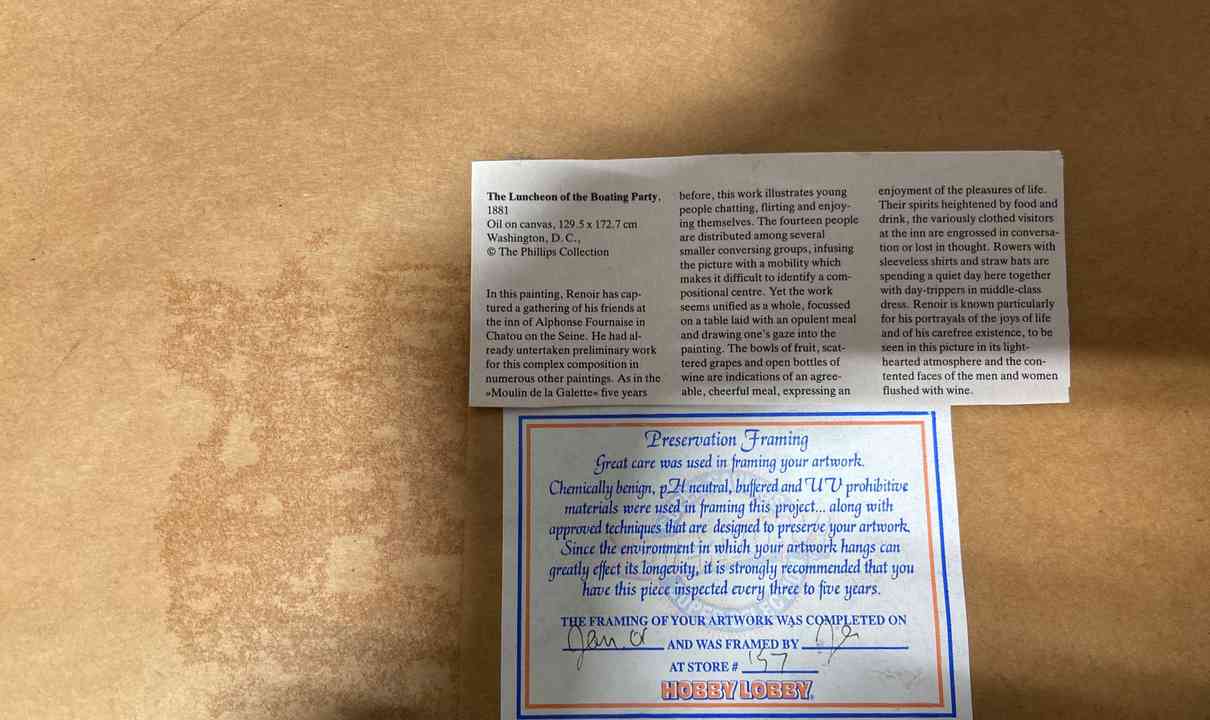 The Luncheon of the Boating Party,
1881
Oil on canvas, 129.5 x 172.7 cm
Washington, D. C.,
© The Phillips Collection
In this painting, Renoir has cap-
tured a gathering of his friends at
the inn of Alphonse Fournaise in
Chatou on the Seine. He had al-
ready undertaken preliminary work
for this complex composition in
numerous other paintings. As in the
»Moulin de la Galette« five years
before, this work illustrates young
people chatting, flirting and enjoy-
ing themselves. The fourteen people
are distributed among several
smaller conversing groups, infusing
the picture with a mobility which
makes it difficult to identify a com-
positional centre. Yet the work
seems unified as a whole, focussed
on a table laid with an opulent meal
and drawing one's gaze into the
painting. The bowls of fruit, scat-
tered grapes and open bottles of
wine are indications of an agree-
able, cheerful meal, expressing an
enjoyment of the pleasures of life.
Their spirits heightened by food and
drink, the variously clothed visitors
at the inn are engrossed in conversa-
tion or lost in thought. Rowers with
sleeveless shirts and straw hats are
spending a quiet day here together
with day-trippers in middle-class
dress. Renoir is known particularly
for his portrayals of the joys of life
and of his carefree existence, to be
seen in this picture in its light-
hearted atmosphere and the con-
tented faces of the men and women
flushed with wine.
Preservation Framing
Great care was used in framing your artwork.
Chemically benign, pH neutral, buffered and UV prohibitive
materials were used in framing this project... along with
approved techniques that are designed to preserve your artwork.
Since the environment in which your artwork hangs can
greatly effect its longevity, it is strongly recommended that you
have this piece inspected every three to five years.
THE FRAMING OF YOUR ARTWORK WAS COMPLETED ON
Jan. AND WAS FRAMED BY
AT STORE # 157
HOBBY LOBBY